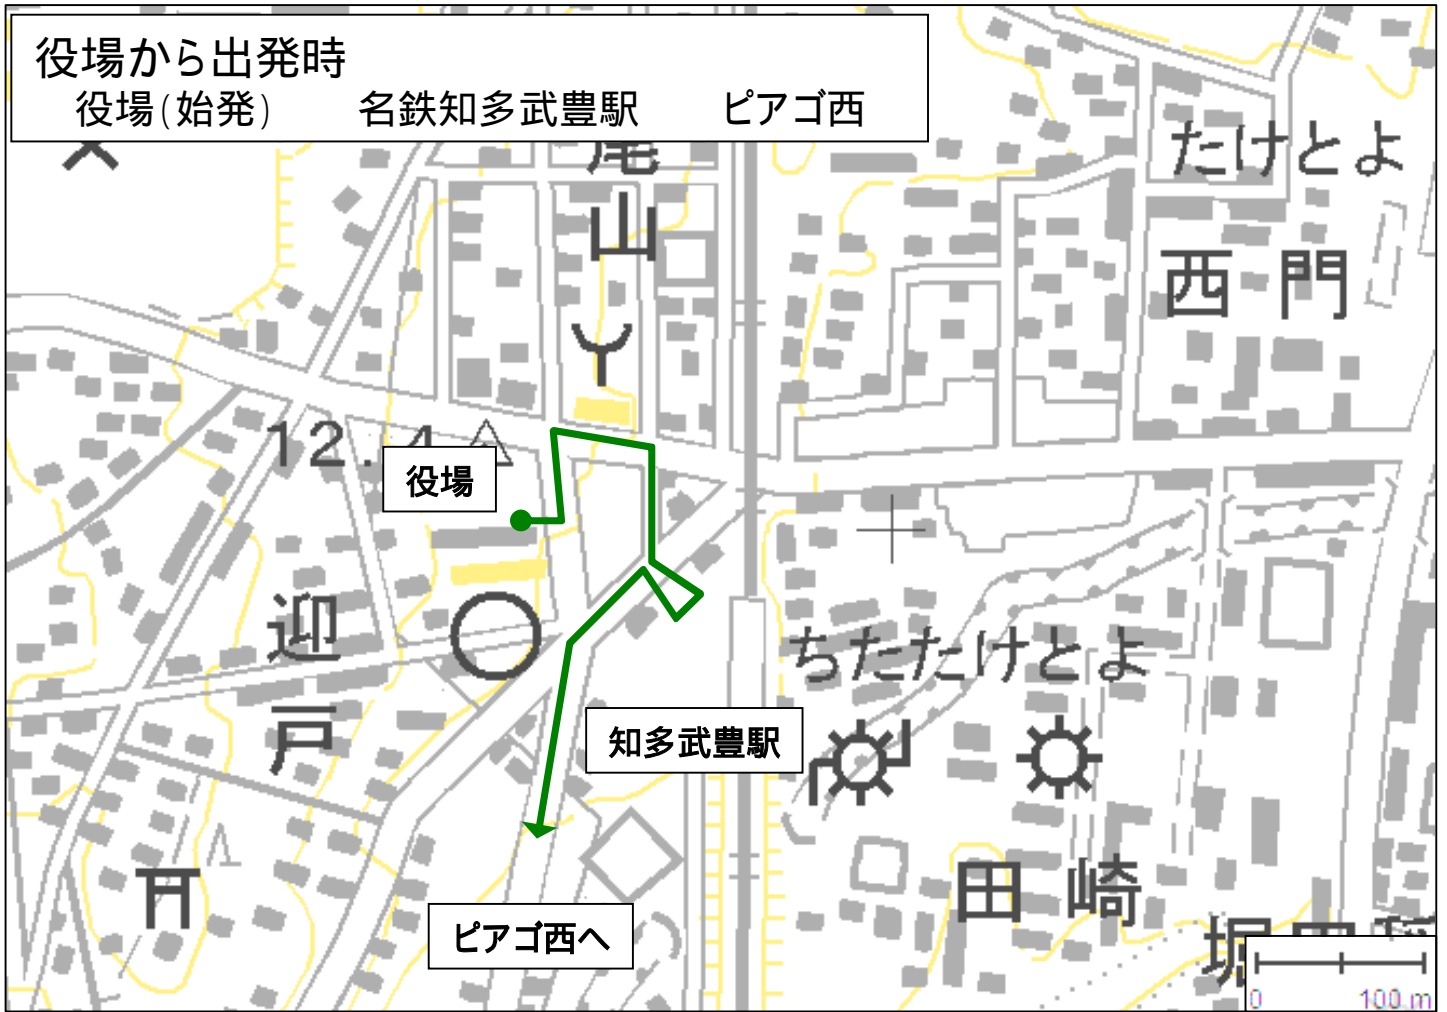 役場から出発時
役場(始発)　　名鉄知多武豊駅　　ピアゴ西
尾山
たけとよ
西門
12.4
役場
迎戸
ちたたけとよ
知多武豊駅
田崎
ピアゴ西へ
堀田
0 100 m